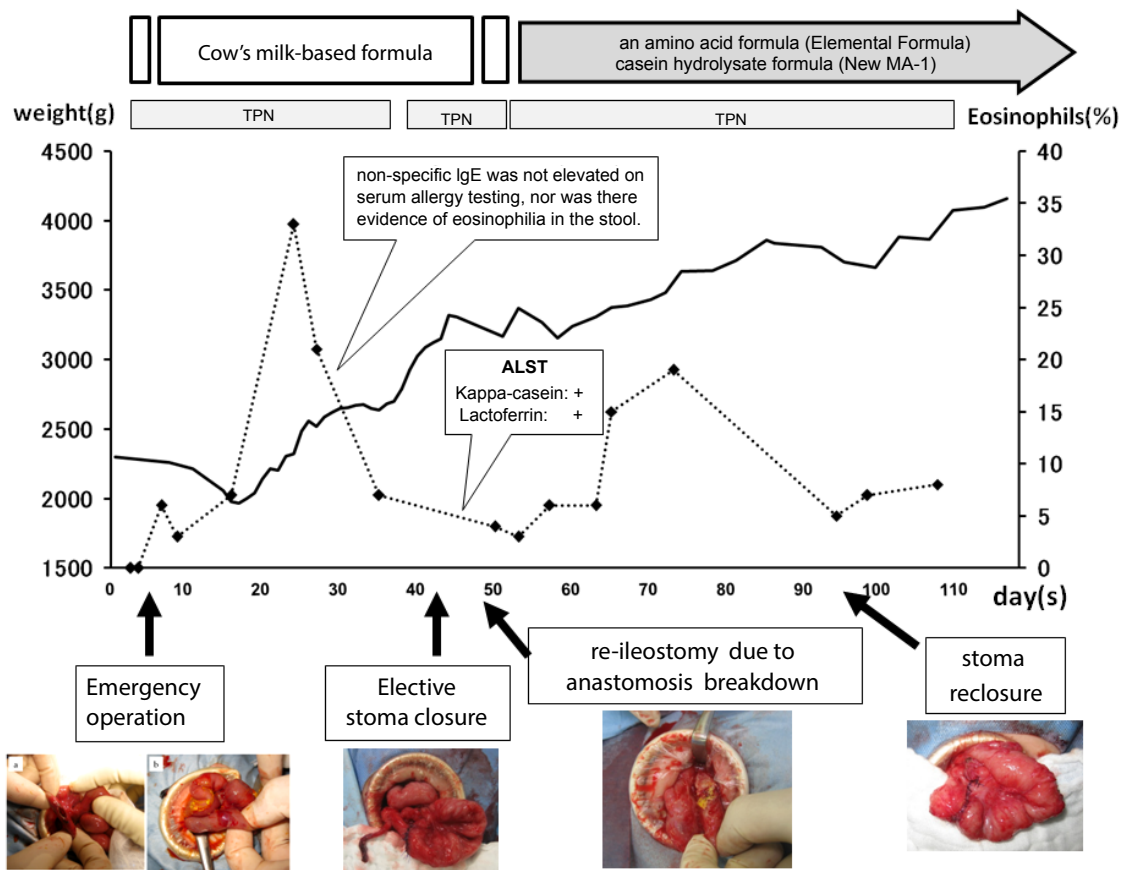 Cow's milk-based formula
an amino acid formula (Elemental Formula)
casein hydrolysate formula (New MA-1)
TPN
TPN
TPN
weight(g)
Eosinophils(%)
4500
4000
3500
3000
2500
2000
1500
40
35
30
25
20
15
10
5
0
non-specific IgE was not elevated on
serum allergy testing, nor was there
evidence of eosinophilia in the stool.
ALST
Kappa-casein: +
Lactoferrin: +
0 10 20 30 40 50 60 70 80 90 100 110
day(s)
Emergency
operation
Elective
stoma closure
re-ileostomy due to
anastomosis breakdown
stoma
reclosure
a
b